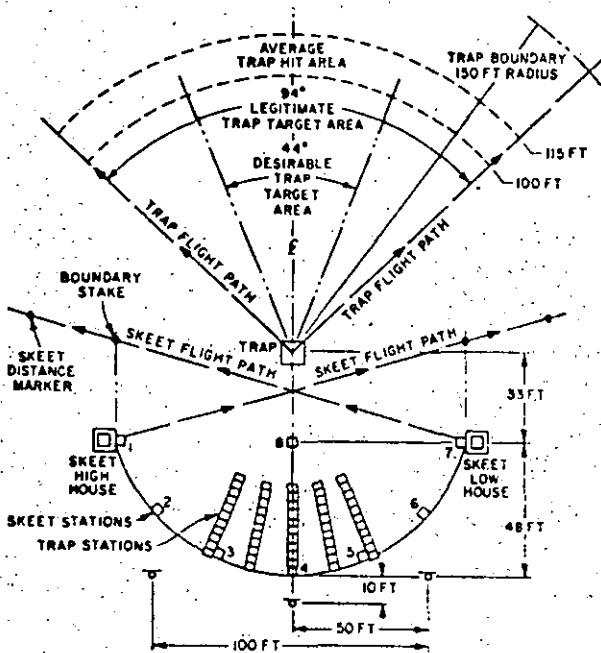 AVERAGE
TRAP HIT AREA
94°
LEGITIMATE
TRAP TARGET AREA
44°
DESIRABLE
TRAP
TARGET
AREA
TRAP BOUNDARY
150 FT RADIUS
115 FT
100 FT
TRAP FLIGHT PATH
TRAP FLIGHT PATH
℄
BOUNDARY
STAKE
TRAP
SKEET
DISTANCE
MARKER
SKEET FLIGHT PATH
SKEET FLIGHT PATH
33 FT
1
8
7
SKEET
HIGH
HOUSE
SKEET
LOW
HOUSE
2
6
SKEET STATIONS
TRAP STATIONS
3
5
4
48 FT
10 FT
50 FT
100 FT